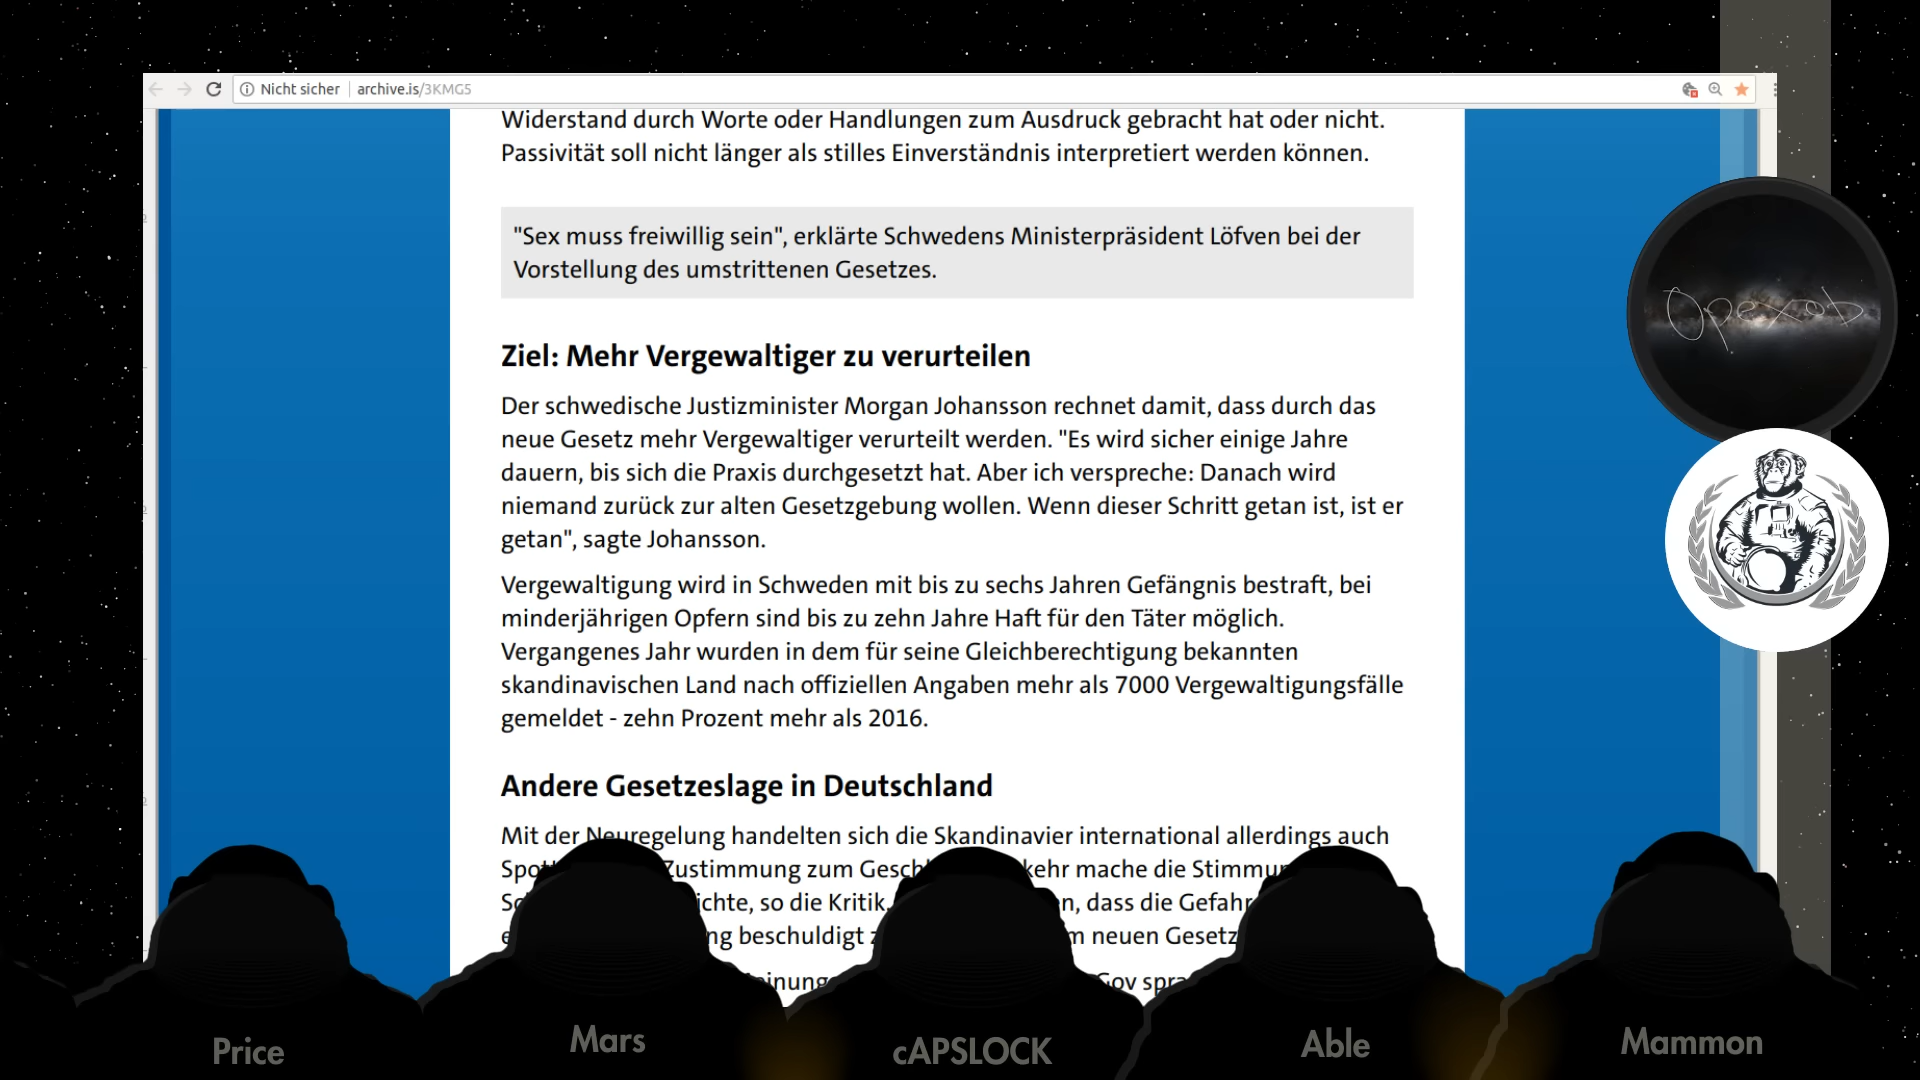 Nicht sicher archive.is/3KMG5
Widerstand durch Worte oder Handlungen zum Ausdruck gebracht hat oder nicht.
Passivität soll nicht länger als stilles Einverständnis interpretiert werden können.
"Sex muss freiwillig sein", erklärte Schwedens Ministerpräsident Löfven bei der
Vorstellung des umstrittenen Gesetzes.
Opexob
Ziel: Mehr Vergewaltiger zu verurteilen
Der schwedische Justizminister Morgan Johansson rechnet damit, dass durch das
neue Gesetz mehr Vergewaltiger verurteilt werden. "Es wird sicher einige Jahre
dauern, bis sich die Praxis durchgesetzt hat. Aber ich verspreche: Danach wird
niemand zurück zur alten Gesetzgebung wollen. Wenn dieser Schritt getan ist, ist er
getan", sagte Johansson.
Vergewaltigung wird in Schweden mit bis zu sechs Jahren Gefängnis bestraft, bei
minderjährigen Opfern sind bis zu zehn Jahre Haft für den Täter möglich.
Vergangenes Jahr wurden in dem für seine Gleichberechtigung bekannten
skandinavischen Land nach offiziellen Angaben mehr als 7000 Vergewaltigungsfälle
gemeldet - zehn Prozent mehr als 2016.
Andere Gesetzeslage in Deutschland
Mit der Neuregelung handelten sich die Skandinavier international allerdings auch
Zustimmung zum mache die
so die Kritik. dass die
beschuldigt neuen
Price
Mars
cAPSLOCK
Able
Mammon